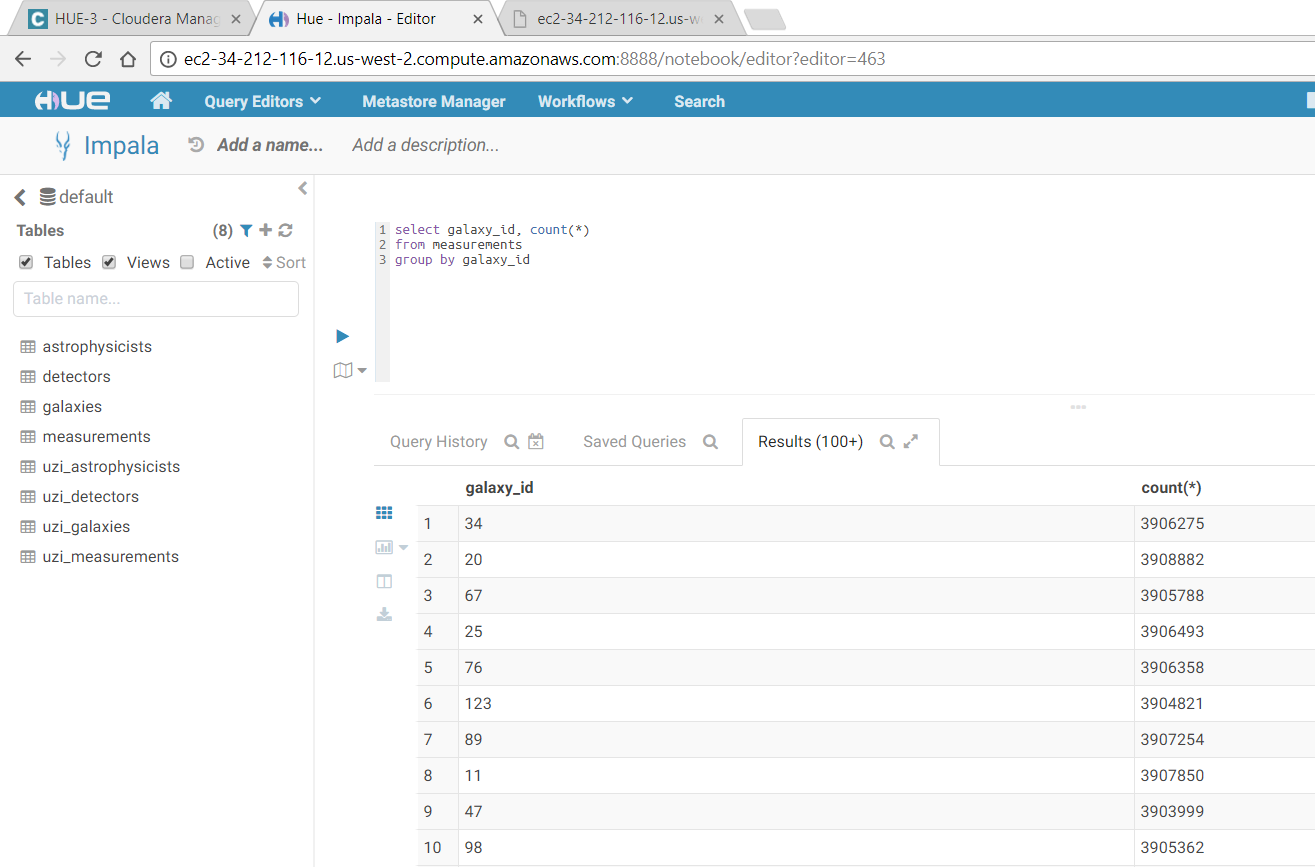 HUE-3 - Cloudera Manag
Hue - Impala - Editor
ec2-34-212-116-12.us-w
ec2-34-212-116-12.us-west-2.compute.amazonaws.com:8888/notebook/editor?editor=463
HUE Query Editors Metastore Manager Workflows Search
Impala Add a name... Add a description...
default
Tables (8)
Tables Views Active Sort
Table name...
astrophysicists
detectors
galaxies
measurements
uzi_astrophysicists
uzi_detectors
uzi_galaxies
uzi_measurements
1 select galaxy_id, count(*)
2 from measurements
3 group by galaxy_id
Query History Saved Queries Results (100+)
galaxy_id count(*)
1 34 3906275
2 20 3908882
3 67 3905788
4 25 3906493
5 76 3906358
6 123 3904821
7 89 3907254
8 11 3907850
9 47 3903999
10 98 3905362